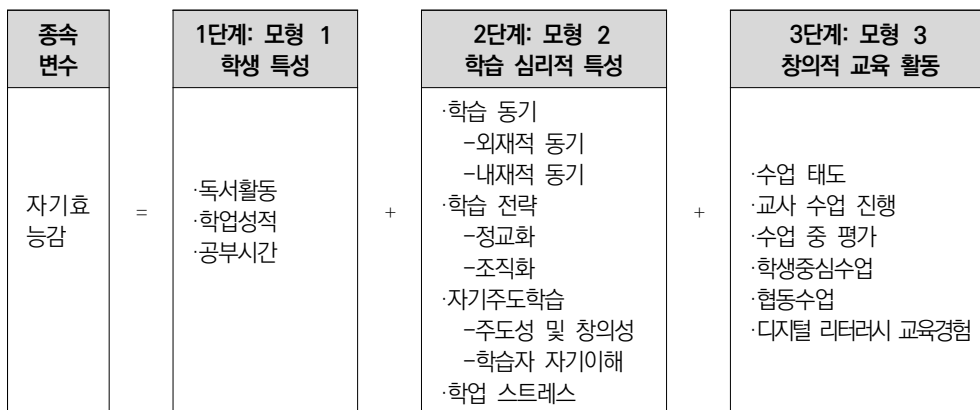 종속
변수
1단계: 모형 1
학생 특성
2단계: 모형 2
학습 심리적 특성
3단계: 모형 3
창의적 교육 활동
자기효
능감
=
·독서활동
·학업성적
·공부시간
+
·학습 동기
-외재적 동기
-내재적 동기
·학습 전략
-정교화
-조직화
·자기주도학습
-주도성 및 창의성
-학습자 자기이해
·학업 스트레스
+
·수업 태도
·교사 수업 진행
·수업 중 평가
·학생중심수업
·협동수업
·디지털 리터러시 교육경험